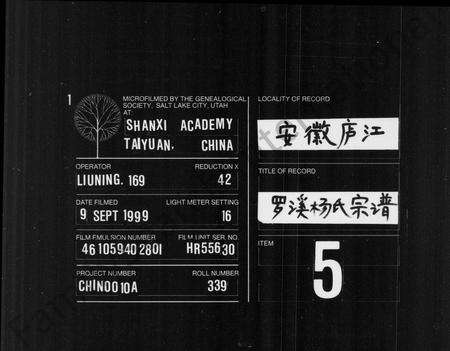 1
MICROFILMED BY THE GENEALOGICAL
SOCIETY, SALT LAKE CITY, UTAH
AT:
SHANXI ACADEMY
TAIYUAN, CHINA
OPERATOR
REDUCTION X
LIUNING. 169
42
DATE FILMED
LIGHT METER SETTING
9 SEPT 1999
16
FILM EMULSION NUMBER
FILM UNIT SER. NO.
461059402801
HR55630
PROJECT NUMBER
ROLL NUMBER
CHINO010A
339
LOCALITY OF RECORD
安徽庐江
TITLE OF RECORD
罗溪杨氏宗谱
ITEM
5